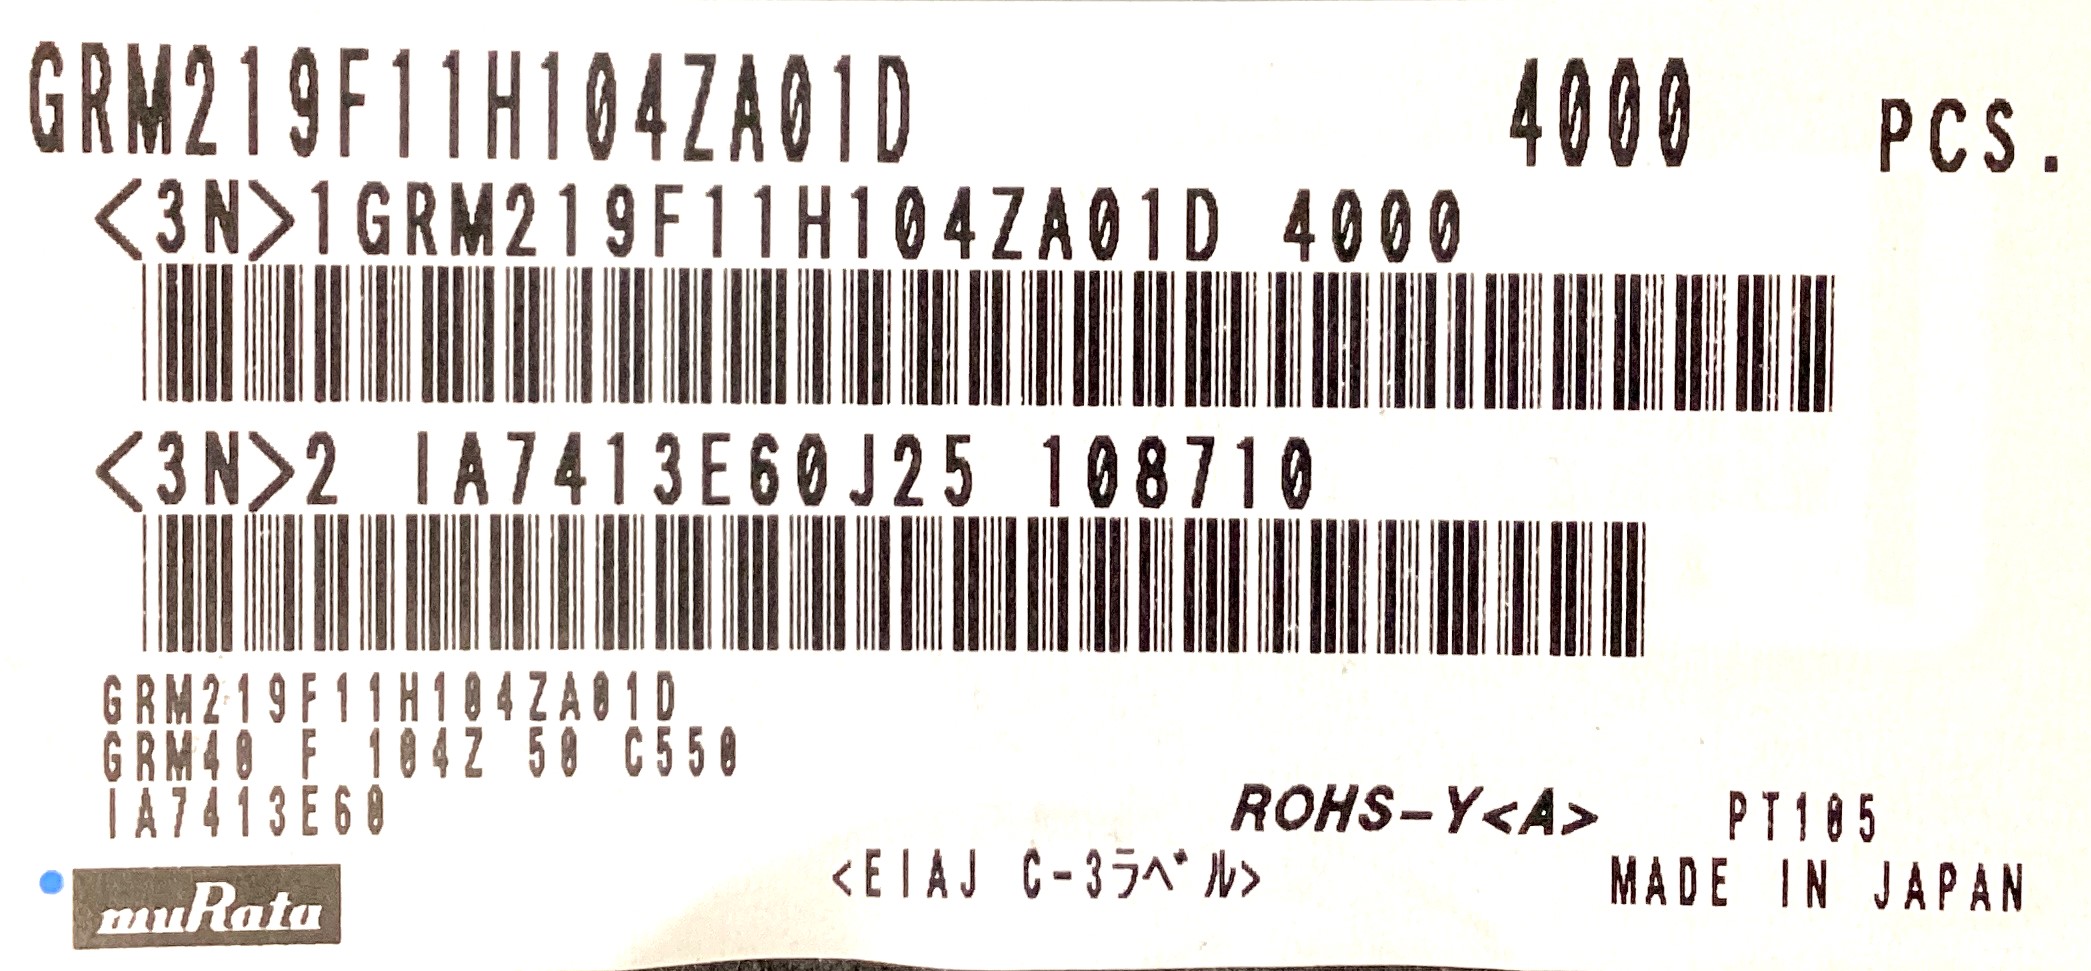 GRM219F11H104ZA01D 4000 PCS.
<3N>1GRM219F11H104ZA01D 4000
<3N>2 IA7413E60J25 108710
GRM219F11H104ZA01D
GRM40 F 104Z 50 C550
IA7413E60
ROHS-Y<A> PT105
<EIAJ C-3ラベル> MADE IN JAPAN
muRata